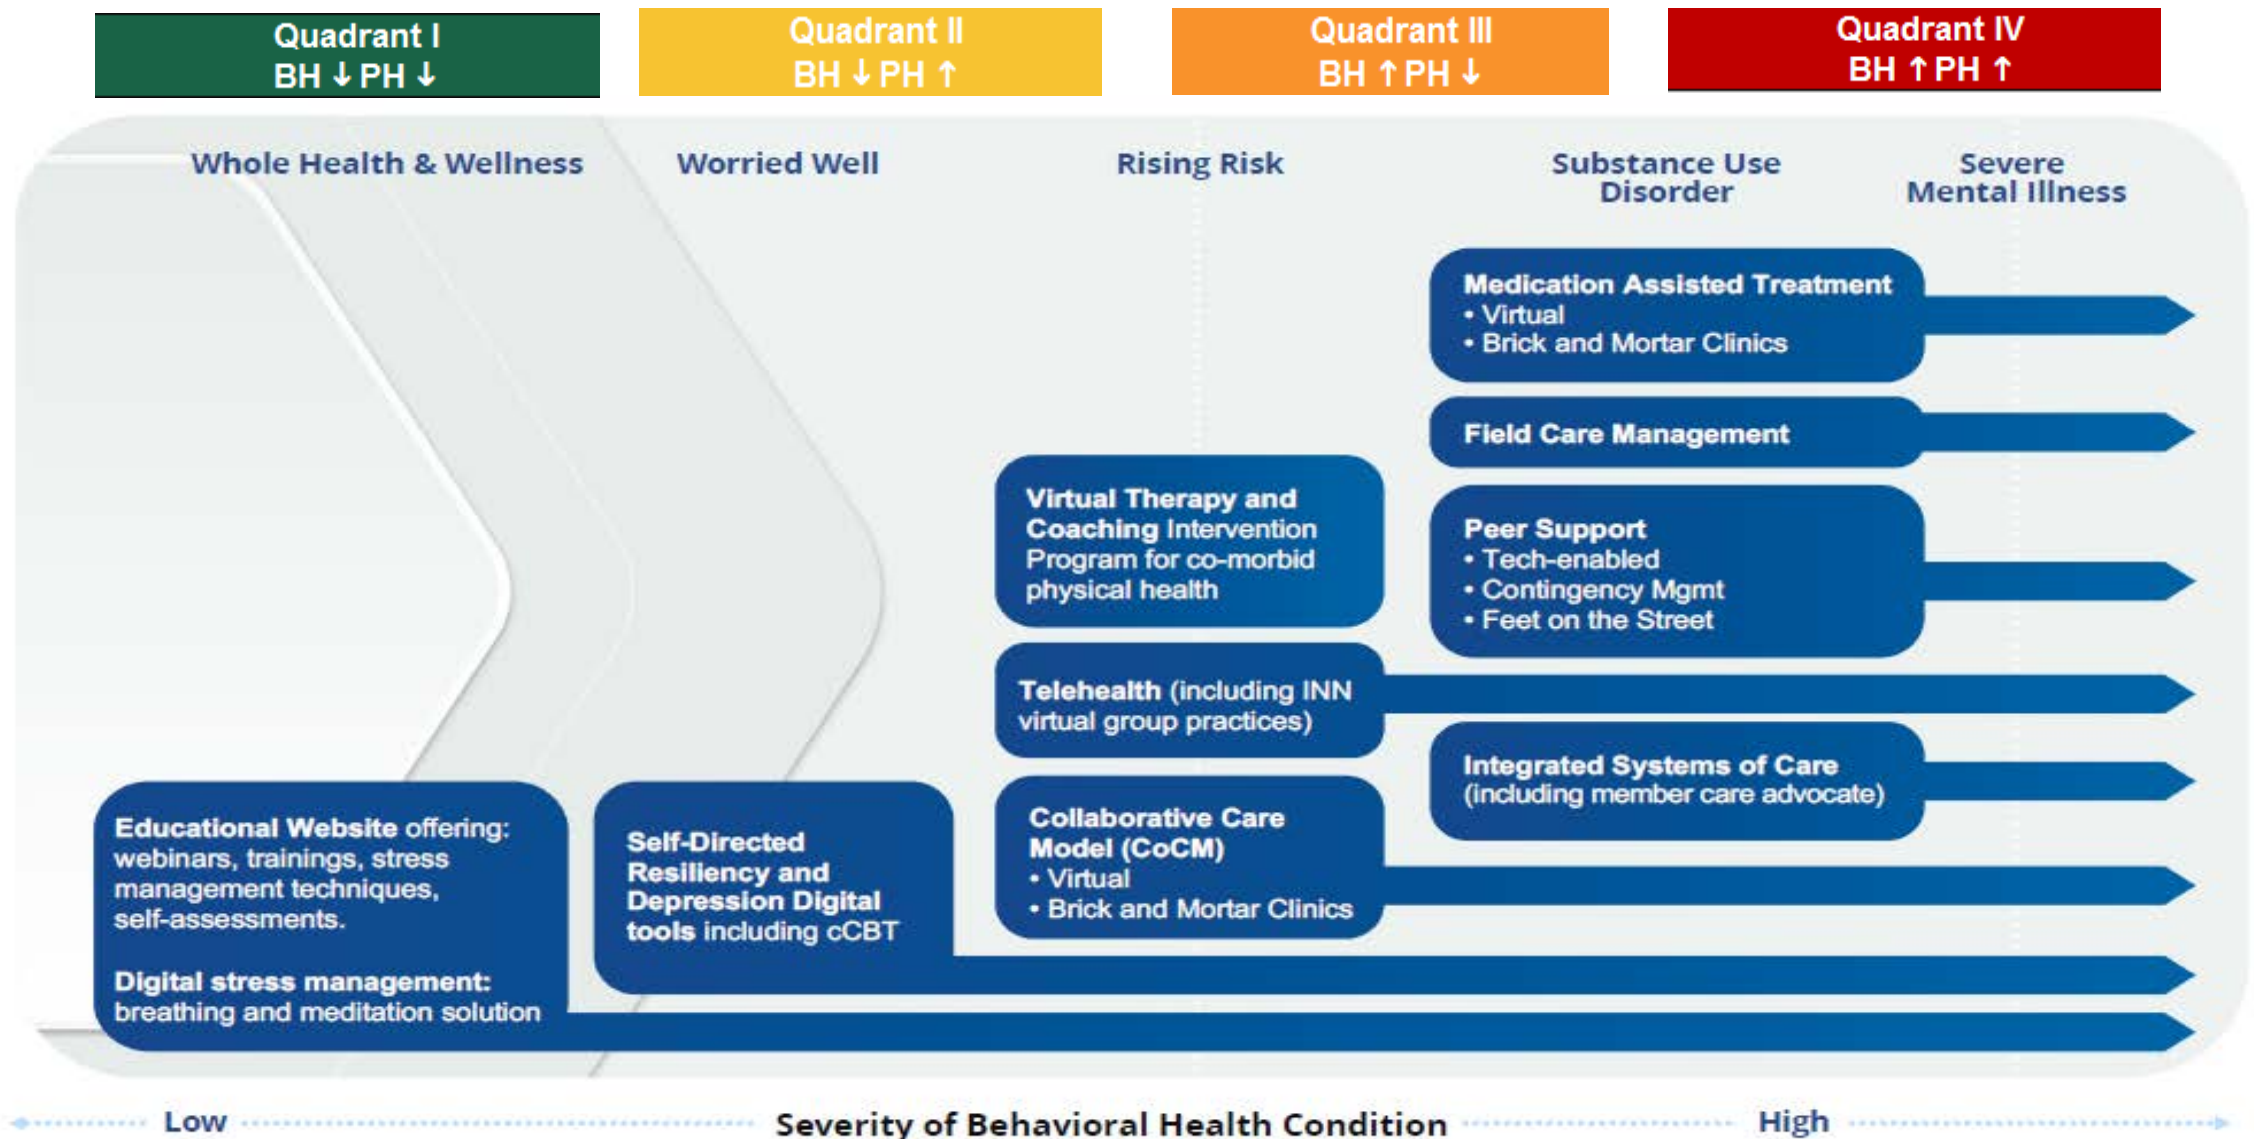 Quadrant I
BH ↓ PH ↓
Quadrant II
BH ↓ PH ↑
Quadrant III
BH ↑ PH ↓
Quadrant IV
BH ↑ PH ↑
Whole Health & Wellness
Worried Well
Rising Risk
Substance Use
Disorder
Severe
Mental Illness
Medication Assisted Treatment
• Virtual
• Brick and Mortar Clinics
Field Care Management
Virtual Therapy and
Coaching Intervention
Program for co-morbid
physical health
Peer Support
• Tech-enabled
• Contingency Mgmt
• Feet on the Street
Telehealth (including INN
virtual group practices)
Integrated Systems of Care
(including member care advocate)
Collaborative Care
Model (CoCM)
• Virtual
• Brick and Mortar Clinics
Educational Website offering:
webinars, trainings, stress
management techniques,
self-assessments.
Digital stress management:
breathing and meditation solution
Self-Directed
Resiliency and
Depression Digital
tools including cCBT
Low
Severity of Behavioral Health Condition
High